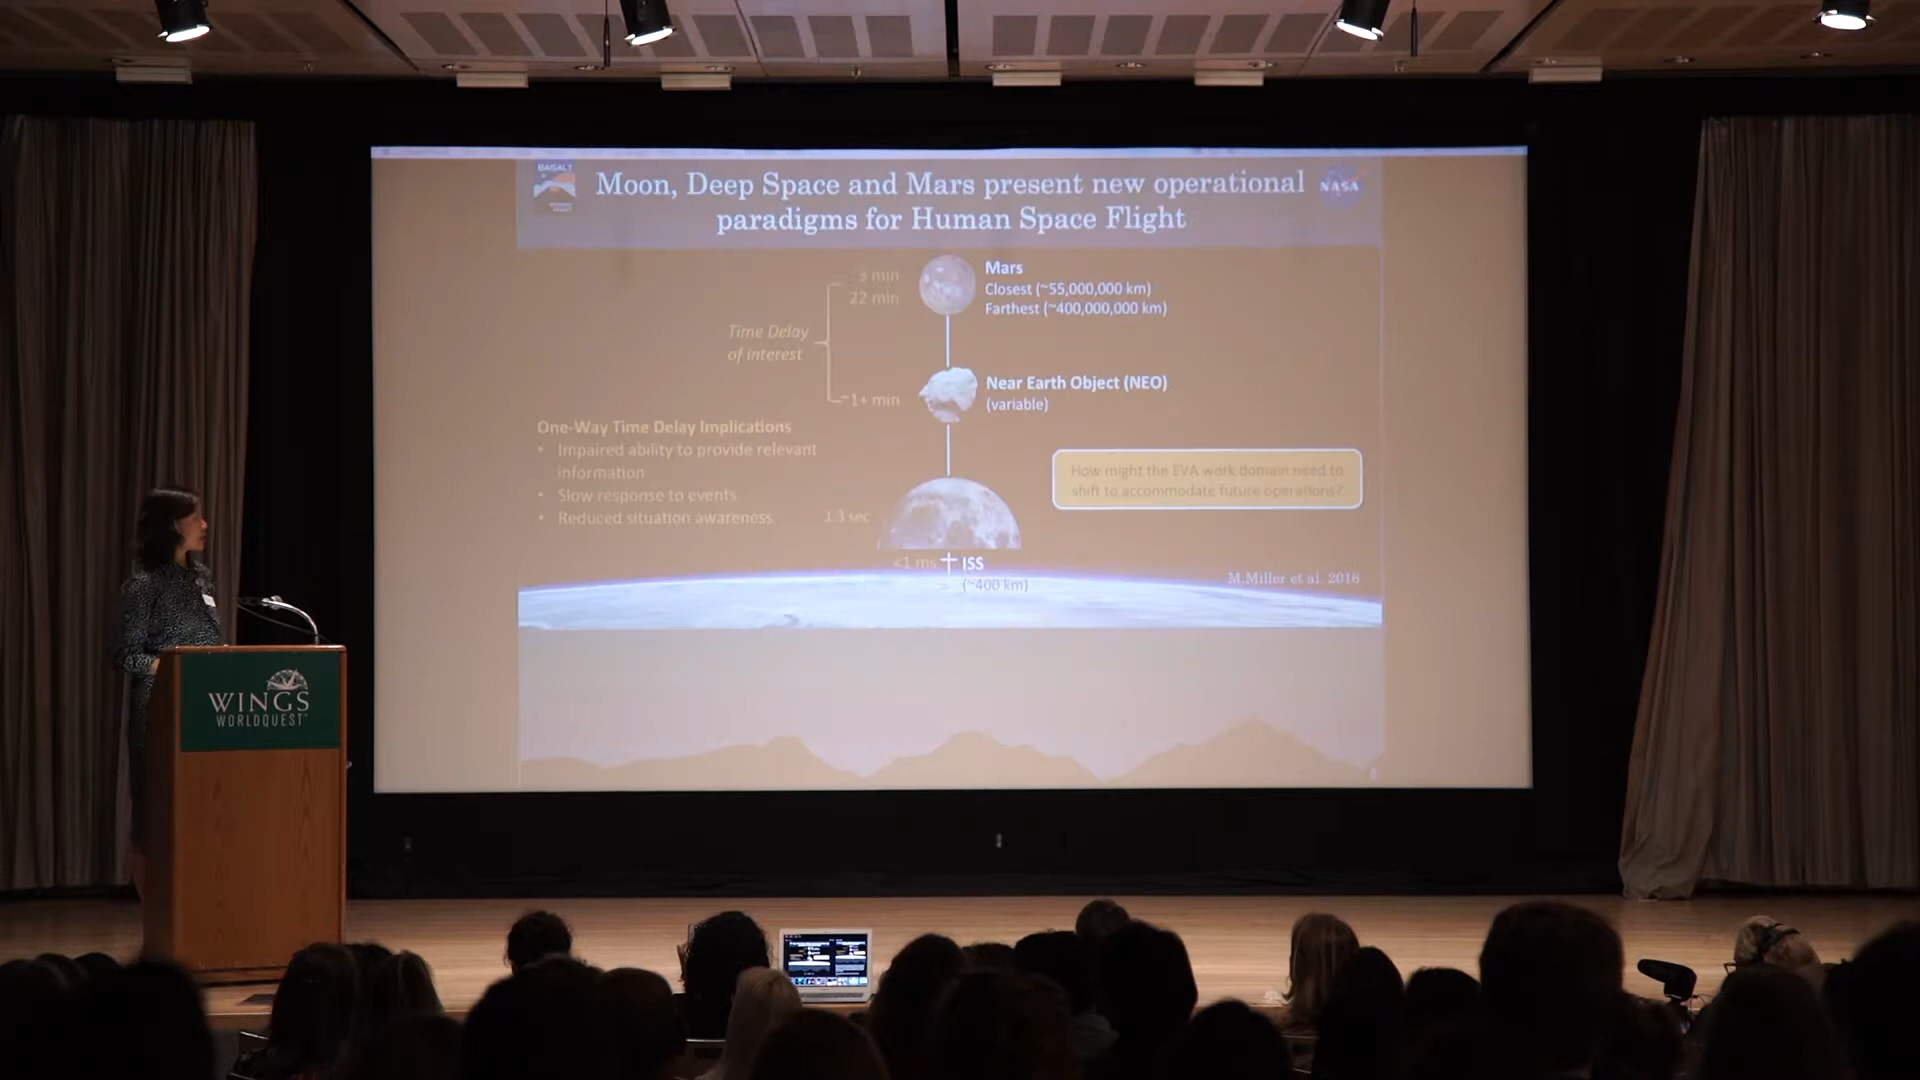 BASALT
Moon, Deep Space and Mars present new operational
paradigms for Human Space Flight
NASA
3 min
22 min
Mars
Closest (~55,000,000 km)
Farthest (~400,000,000 km)
Time Delay
of interest
~1+ min
Near Earth Object (NEO)
(variable)
One-Way Time Delay Implications
• Impaired ability to provide relevant
information
• Slow response to events
• Reduced situation awareness
1.3 sec
How might the EVA work domain need to
shift to accommodate future operations?
<1 ms
ISS
(~400 km)
M.Miller et al. 2016
WINGS
WORLDQUEST